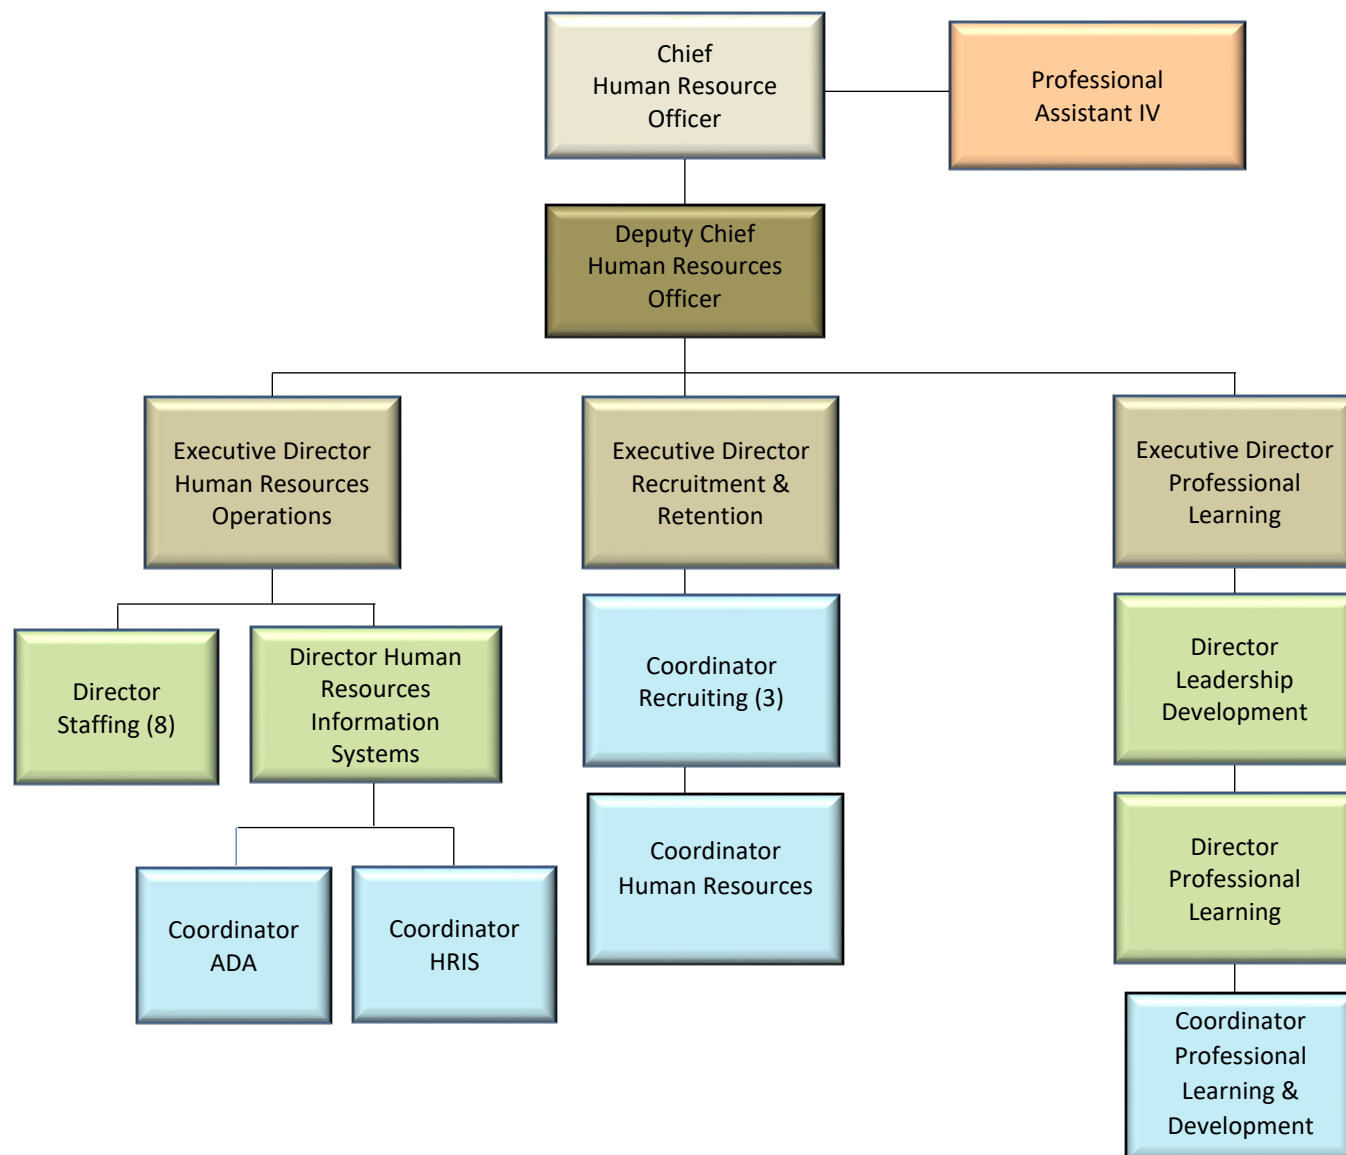 Chief
Human Resource
Officer
Professional
Assistant IV
Deputy Chief
Human Resources
Officer
Executive Director
Human Resources
Operations
Executive Director
Recruitment &
Retention
Executive Director
Professional
Learning
Director
Staffing (8)
Director Human
Resources
Information
Systems
Coordinator
Recruiting (3)
Director
Leadership
Development
Coordinator
ADA
Coordinator
HRIS
Coordinator
Human Resources
Director
Professional
Learning
Coordinator
Professional
Learning &
Development